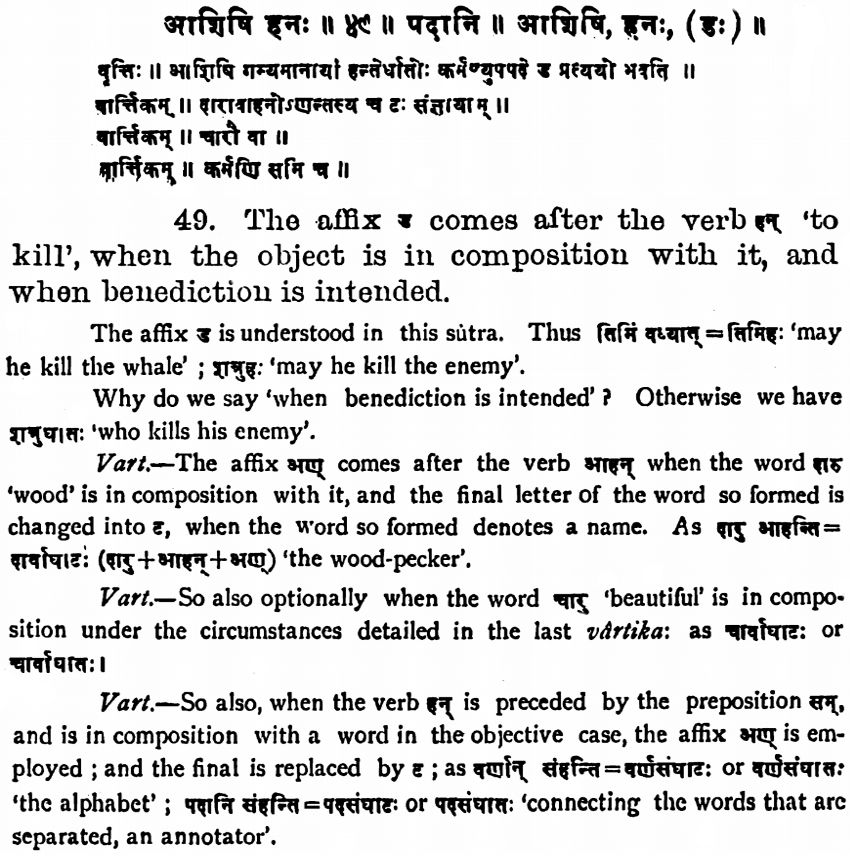 आशिषि हनः ॥ ४९ ॥ पदानि ॥ आशिषि, हनः, (डः) ॥
वृत्तिः ॥ आशिषि गम्यमानायां हन्तेर्धातोः कर्मण्युपपदे ड प्रत्ययो भवति ॥
वार्त्तिकम् ॥ दारावाहनोऽणन्तस्य च टः संज्ञायाम् ॥
वार्त्तिकम् ॥ चारौ वा ॥
वार्त्तिकम् ॥ कर्मणि समि च ॥
49. The affix ड comes after the verb हन् ‘to
kill’, when the object is in composition with it, and
when benediction is intended.
The affix ड is understood in this sûtra. Thus तिमिं वध्यात् = तिमिहः ‘may
he kill the whale’ ; शत्रुहः ‘may he kill the enemy’.
Why do we say ‘when benediction is intended’ ? Otherwise we have
शत्रुघातः ‘who kills his enemy’.
Vart.—The affix अण् comes after the verb आहन् when the word दारु
‘wood’ is in composition with it, and the final letter of the word so formed is
changed into ट, when the word so formed denotes a name. As दारु आहन्ति=
दार्वाघाटः (दारु+आहन्+अण्) ‘the wood-pecker’.
Vart.—So also optionally when the word चारु ‘beautiful’ is in compo-
sition under the circumstances detailed in the last vârtika: as चार्वाघाटः or
चार्वाघातः।
Vart.—So also, when the verb हन् is preceded by the preposition सम्,
and is in composition with a word in the objective case, the affix अण् is em-
ployed ; and the final is replaced by ट ; as वर्णान् संहन्ति=वर्णसंघाटः or वर्णसंघातः
‘the alphabet’ ; पदानि संहन्ति=पदसंघाटः or पदसंघातः ‘connecting the words that are
separated, an annotator’.